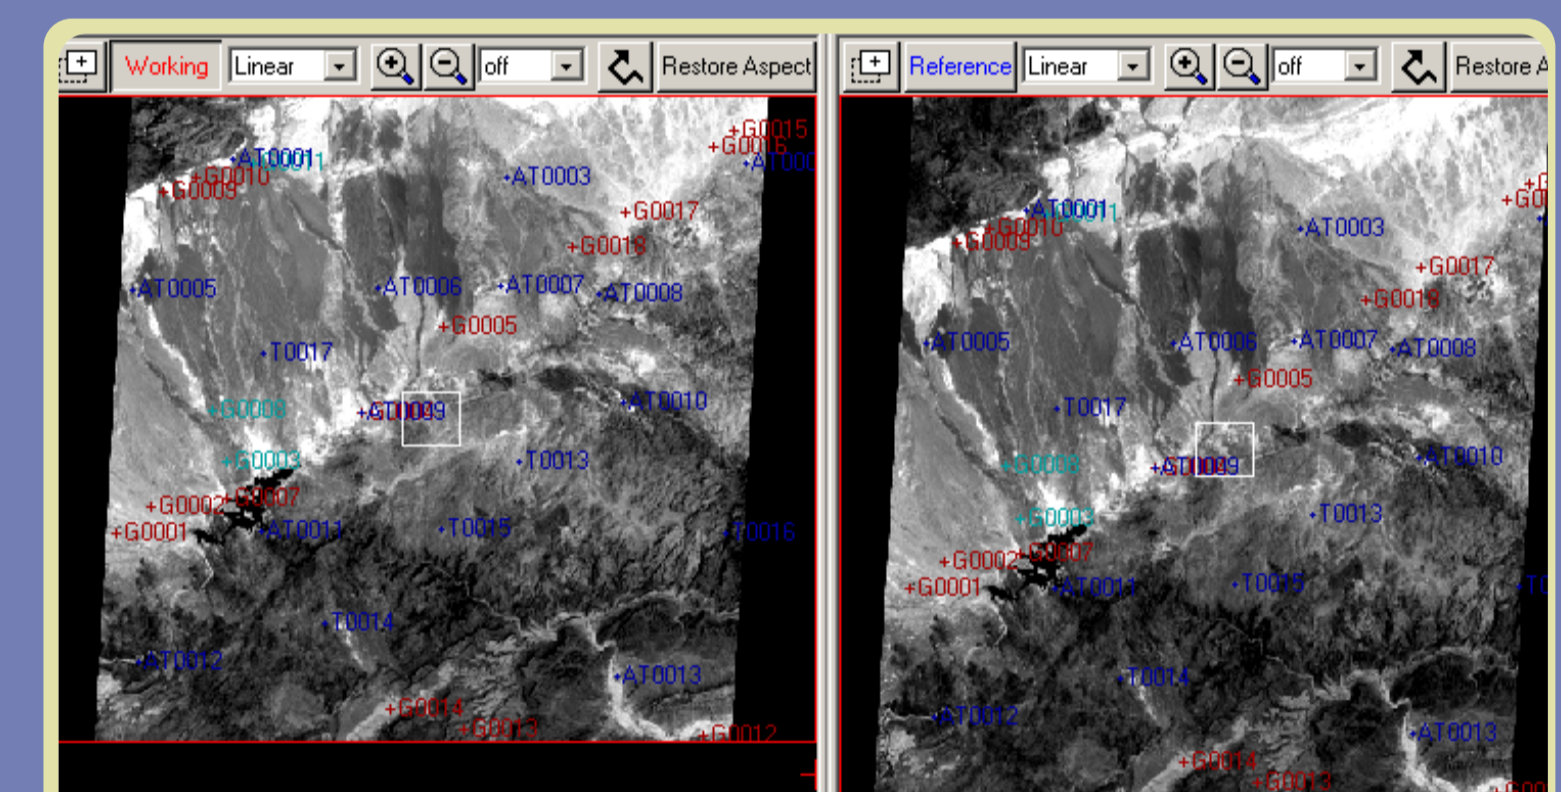 Working Linear off Restore Aspect
+G0015
+G0016
AT0001
+G0010
+G0009
AT0003
+G0017
+G0018
AT0005
AT0006
AT0007
AT0008
+G0005
T0017
+G0008
AT0009
AT0010
+G0003
T0013
+G0002
+G0007
+G0001
AT0011
T0015
T0016
T0014
AT0012
AT0013
+G0014
+G0013
+G0012
Reference Linear off Restore A
AT0001
+G0010
+G0009
AT0003
+G0017
+G0018
AT0005
AT0006
AT0007
AT0008
+G0005
T0017
+G0008
AT0009
AT0010
+G0003
T0013
+G0002
+G0007
+G0001
AT0011
T0015
T0014
AT0012
AT0013
+G0014
+G0013